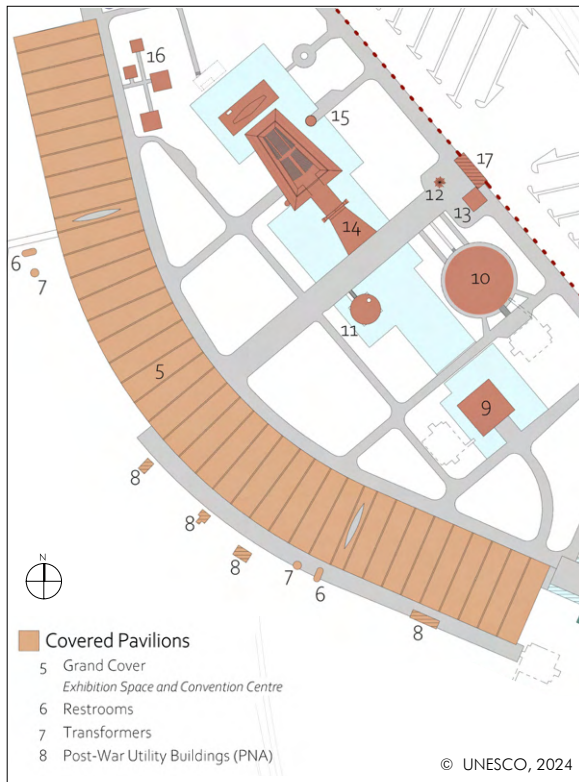 16
15
17
12
13
14
6
7
10
11
5
9
8
8
8
7
6
8
N
Covered Pavilions
5 Grand Cover
Exhibition Space and Convention Centre
6 Restrooms
7 Transformers
8 Post-War Utility Buildings (PNA)
© UNESCO, 2024